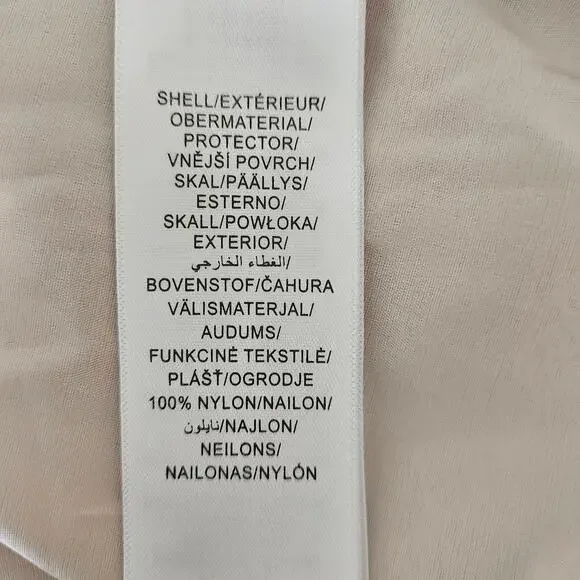 SHELL/EXTÉRIEUR/
OBERMATERIAL/
PROTECTOR/
VNĚJŠÍ POVRCH/
SKAL/PÄÄLLYS/
ESTERNO/
SKALL/POWŁOKA/
EXTERIOR/
الغطاء الخارجي/
BOVENSTOF/ČAHURA
VÄLISMATERJAL/
AUDUMS/
FUNKCINĖ TEKSTILĖ/
PLÁŠŤ/OGRODJE
100% NYLON/NAILON/
نايلون/NAJLON/
NEILONS/
NAILONAS/NYLÓN